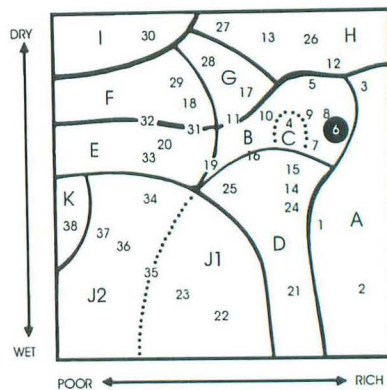 DRY
I 30 27 13 26 H
12
28
F 29 G 5 3
18 17
10 9 8
32 31 11 4 6
B C 7
E 20
33 19 16 15
K 25 14
34 24
38 37 1 A
36 J1 D
35
J2 23 21 2
22
WET
POOR RICH